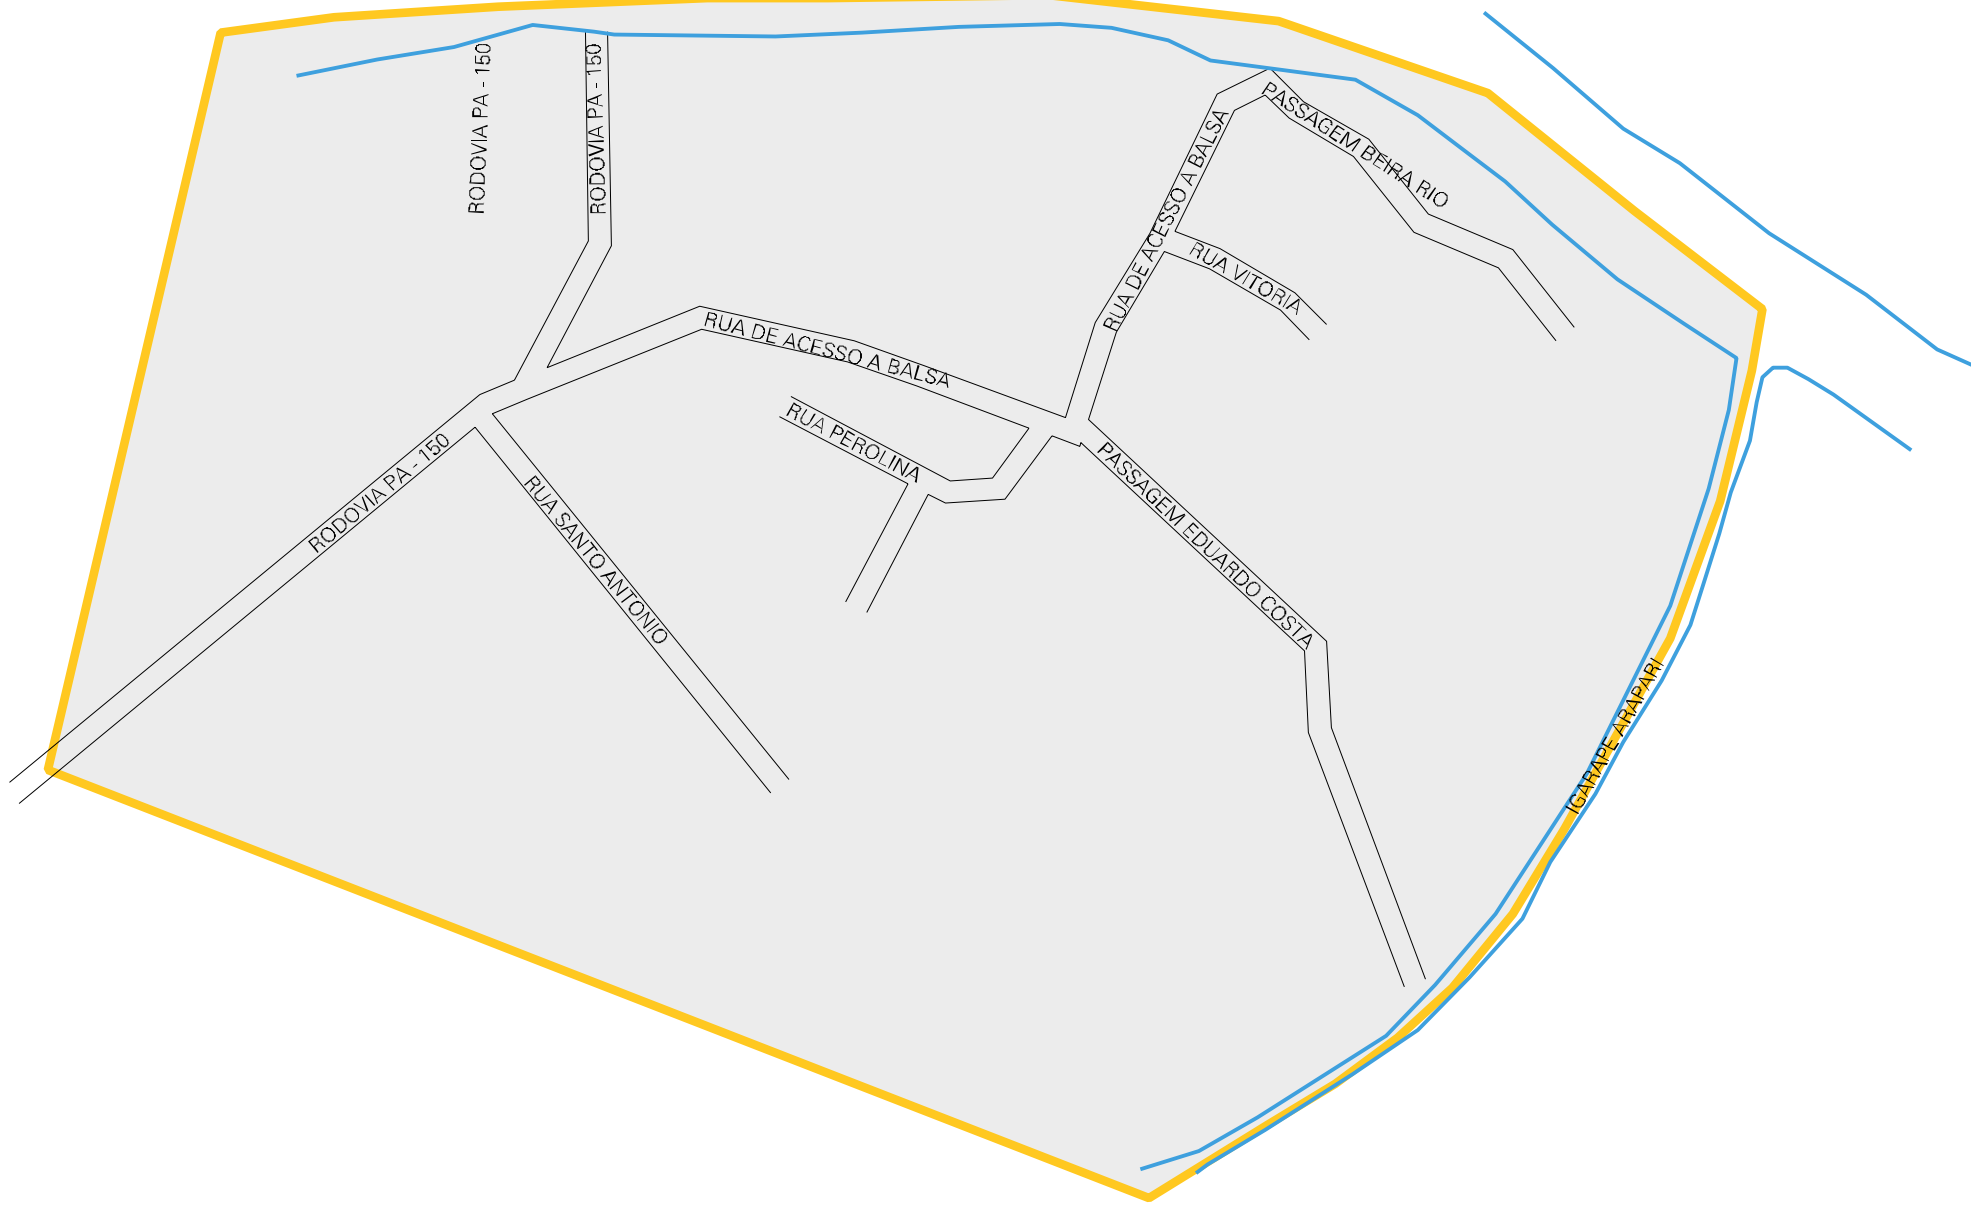 RODOVIA PA - 150
RODOVIA PA - 150
PASSAGEM BEIRA RIO
RUA DE ACESSO A BALSA
RUA VITORIA
RUA DE ACESSO A BALSA
RUA PEROLINA
RODOVIA PA - 150
RUA SANTO ANTONIO
PASSAGEM EDUARDO COSTA
IGARAPE ARAPARI